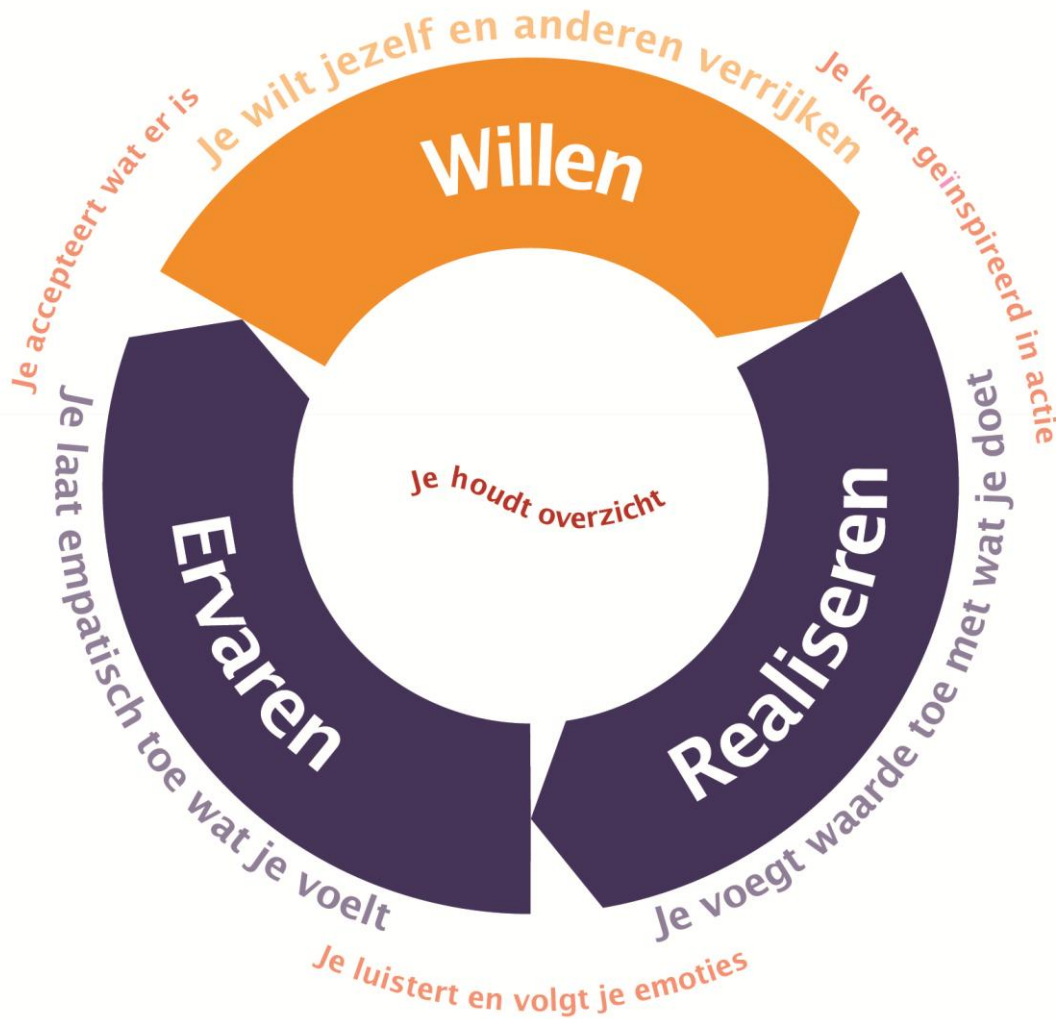 Je wilt jezelf en anderen verrijken
Je komt geïnspireerd in actie
Je accepteert wat er is
Willen
Je houdt overzicht
Ervaren
Realiseren
Je laat empatisch toe wat je voelt
Je voegt waarde toe met wat je doet
Je luistert en volgt je emoties